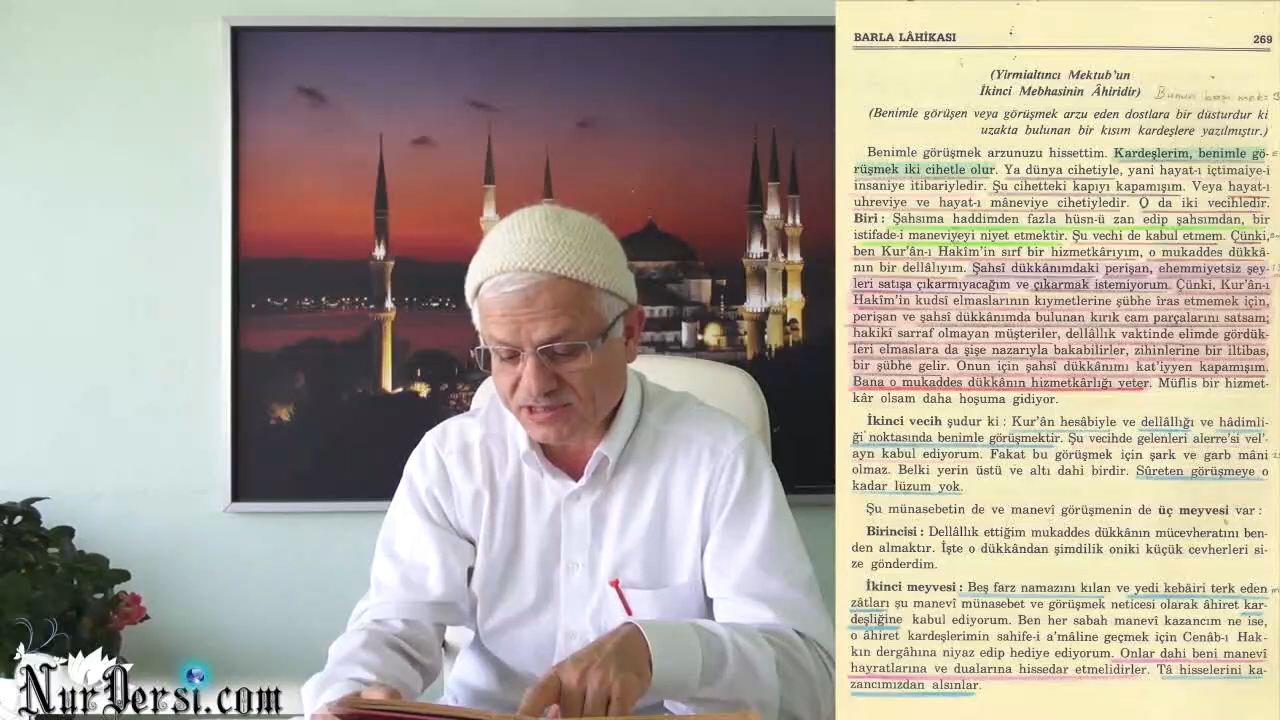 BARLA LÂHİKASI 269
(Yirmialtıncı Mektub'un
İkinci Mebhasinin Âhiridir)
Bunun başı mek
(Benimle görüşen veya görüşmek arzu eden dostlara bir düsturdur ki
uzakta bulunan bir kısım kardeşlere yazılmıştır.)
Benimle görüşmek arzunuzu hissettim. Kardeşlerim, benimle gö-
rüşmek iki cihetle olur. Ya dünya cihetiyle, yani hayat-ı içtimaiye-i
insaniye itibariyledir. Şu cihetteki kapıyı kapamışım. Veya hayat-ı
uhreviye ve hayat-ı mâneviye cihetiyledir. O da iki vecihledir.
Biri : Şahsıma haddimden fazla hüsn-ü zan edip şahsımdan, bir
istifade-i maneviyeyi niyet etmektir. Şu vechi de kabul etmem. Çünki,
ben Kur'ân-ı Hakîm'in sırf bir hizmetkârıyım, o mukaddes dükkâ-
nın bir dellâlıyım. Şahsî dükkânımdaki perişan, ehemmiyetsiz şey-
leri satışa çıkarmıyacağım ve çıkarmak istemiyorum. Çünki, Kur'ân-ı
Hakîm'in kudsî elmaslarının kıymetlerine şübhe îras etmemek için,
perişan ve şahsî dükkânımda bulunan kırık cam parçalarını satsam;
hakikî sarraf olmayan müşteriler, dellâllık vaktinde elimde gördük-
leri elmaslara da şişe nazarıyla bakabilirler, zihinlerine bir iltibas,
bir şübhe gelir. Onun için şahsî dükkânımı kat'iyyen kapamışım.
Bana o mukaddes dükkânın hizmetkârlığı yeter. Müflis bir hizmet-
kâr olsam daha hoşuma gidiyor.
İkinci vecih şudur ki : Kur'ân hesâbiyle ve dellâllığı ve hâdimli-
ği noktasında benimle görüşmektir. Şu vecihde gelenleri alerre'si vel'-
ayn kabul ediyorum. Fakat bu görüşmek için şark ve garb mâni
olmaz. Belki yerin üstü ve altı dahi birdir. Sûreten görüşmeye o
kadar lüzum yok.
Şu münasebetin de ve manevî görüşmenin de üç meyvesi var :
Birincisi : Dellâllık ettiğim mukaddes dükkânın mücevheratını ben-
den almaktır. İşte o dükkândan şimdilik oniki küçük cevherleri si-
ze gönderdim.
İkinci meyvesi : Beş farz namazını kılan ve yedi kebâiri terk eden
zâtları şu manevî münasebet ve görüşmek neticesi olarak âhiret kar-
deşliğine kabul ediyorum. Ben her sabah manevî kazancım ne ise,
o âhiret kardeşlerimin sahife-i a'mâline geçmek için Cenâb-ı Hak-
kın dergâhına niyaz edip hediye ediyorum. Onlar dahi beni manevî
hayratlarına ve dualarına hissedar etmelidirler. Tâ hisselerini ka-
zancımızdan alsınlar.
NurDersi.com